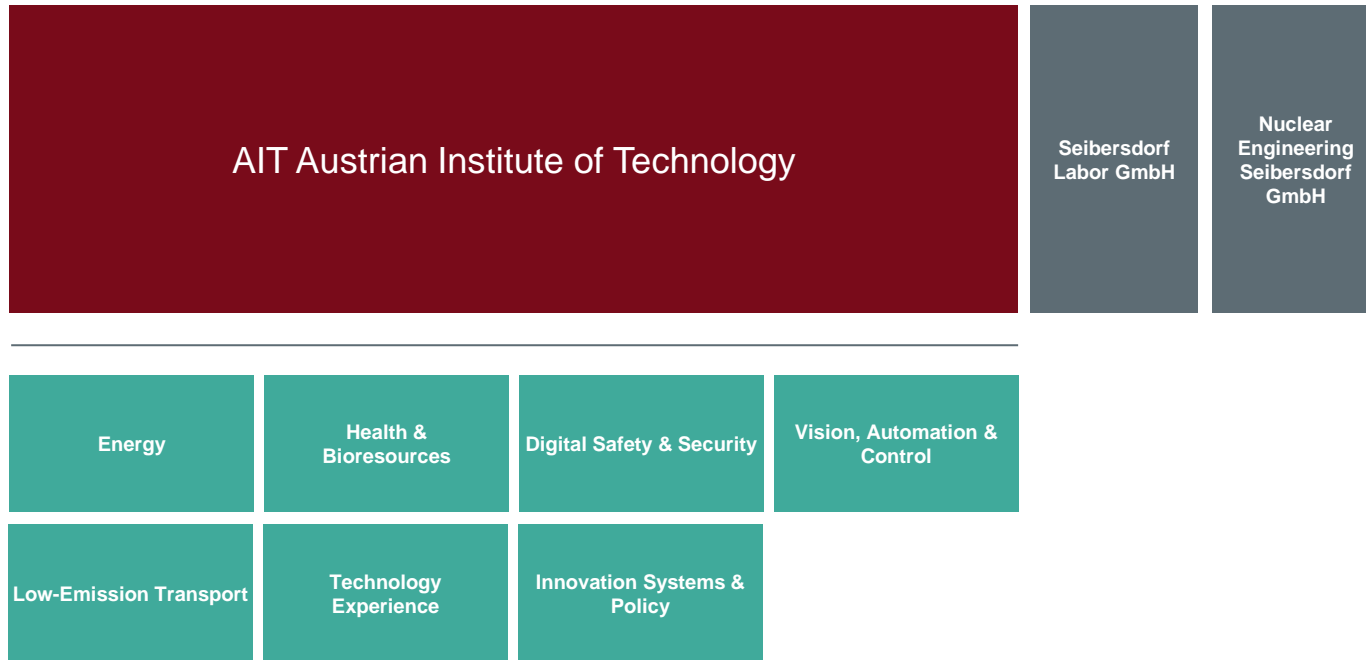 AIT Austrian Institute of Technology
Seibersdorf
Labor GmbH
Nuclear
Engineering
Seibersdorf
GmbH
Energy
Health &
Bioresources
Digital Safety & Security
Vision, Automation &
Control
Low-Emission Transport
Technology
Experience
Innovation Systems &
Policy